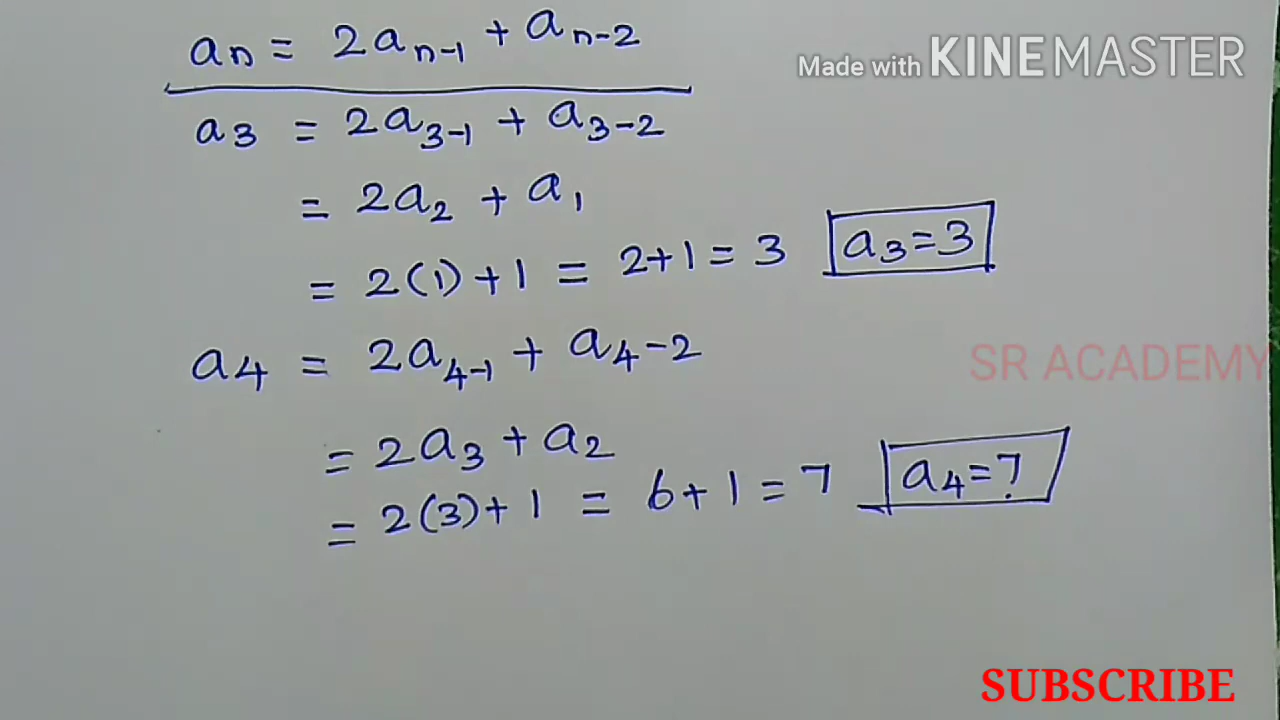 aₙ = 2aₙ₋₁ + aₙ₋₂
Made with KINEMASTER
a₃ = 2a₃₋₁ + a₃₋₂
= 2a₂ + a₁
= 2(1) + 1 = 2+1 = 3 a₃=3
a₄ = 2a₄₋₁ + a₄₋₂
SR ACADEMY
= 2a₃ + a₂
= 2(3) + 1 = 6+1 = 7 a₄=7
SUBSCRIBE